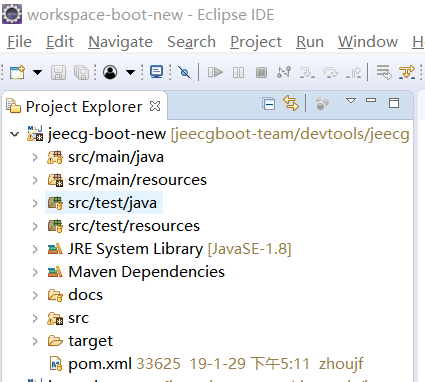 workspace-boot-new - Eclipse IDE
File Edit Navigate Search Project Run Window H
Project Explorer
jeecg-boot-new [jeecgboot-team/devtools/jeecg
src/main/java
src/main/resources
src/test/java
src/test/resources
JRE System Library [JavaSE-1.8]
Maven Dependencies
docs
src
target
pom.xml 33625 19-1-29 下午5:11 zhoujf